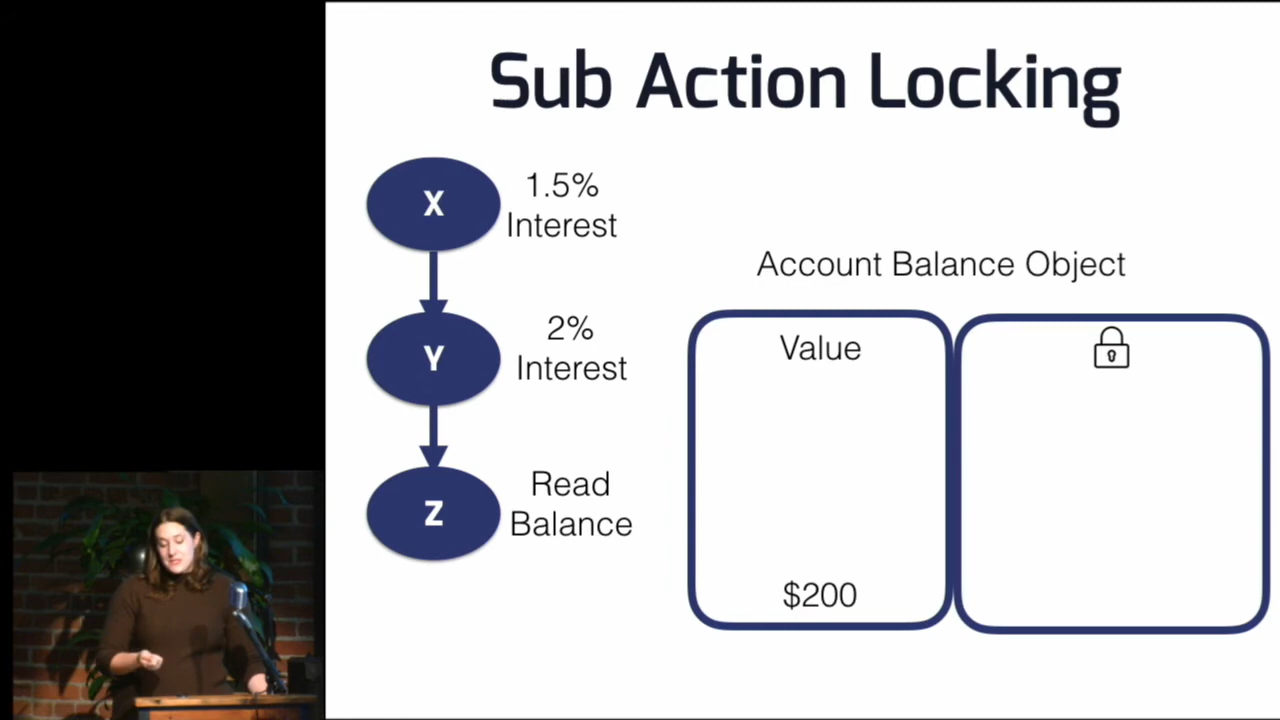 Sub Action Locking
X
1.5%
Interest
Y
2%
Interest
Z
Read
Balance
Account Balance Object
Value
$200